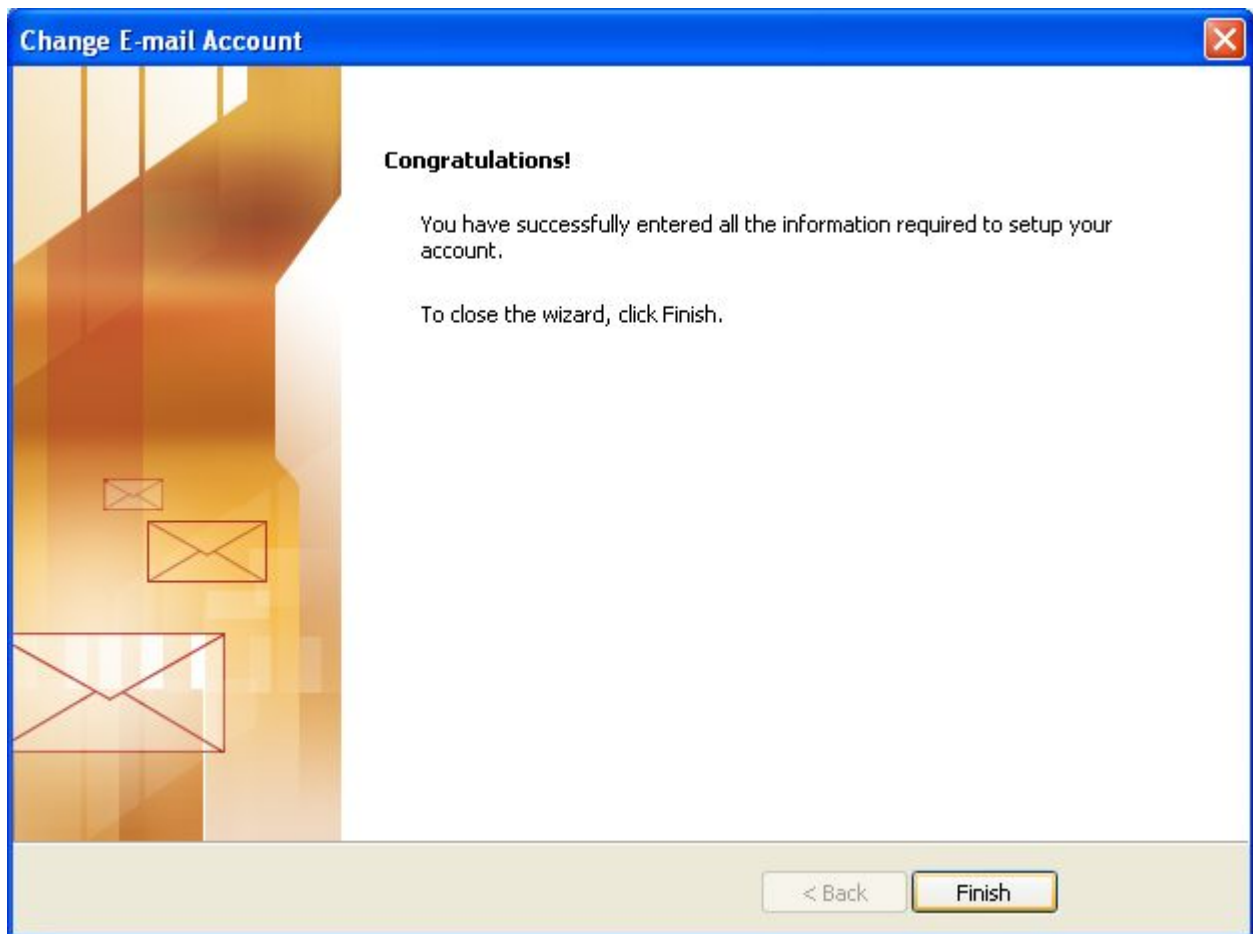 Change E-mail Account
Congratulations!
You have successfully entered all the information required to setup your
account.
To close the wizard, click Finish.
< Back
Finish